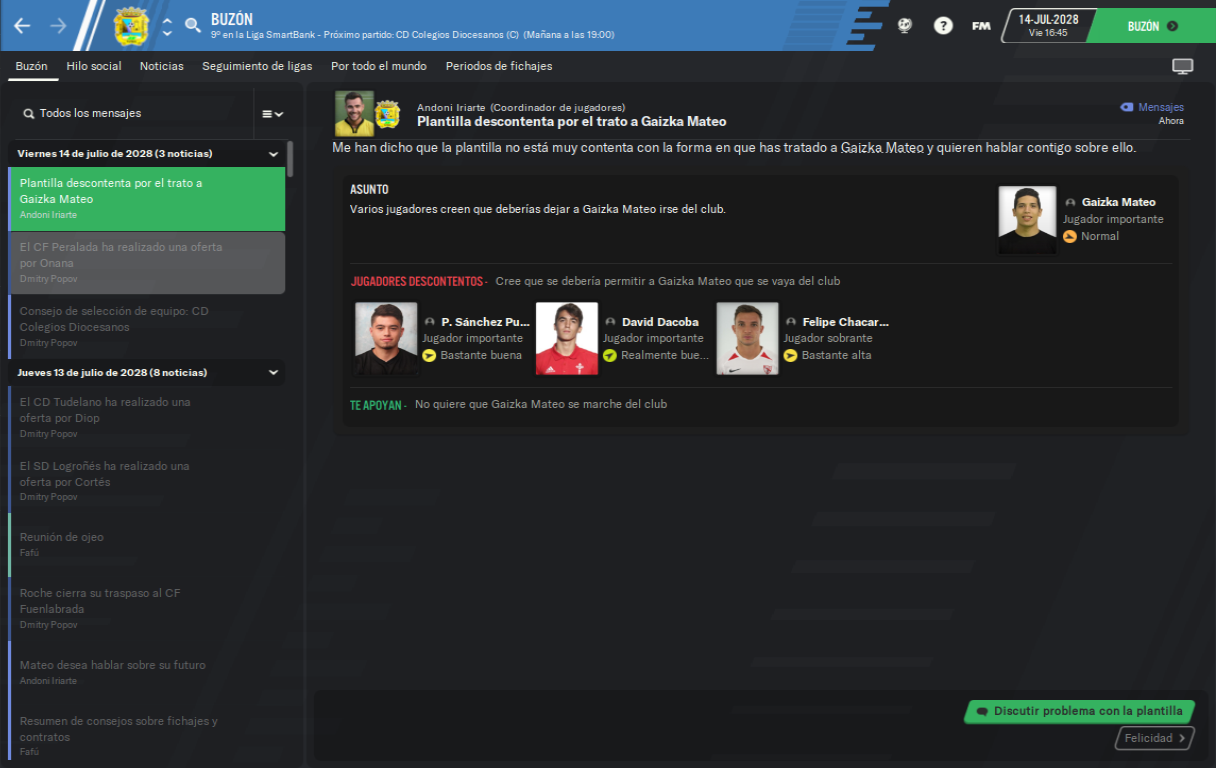 BUZÓN
9º en la Liga SmartBank - Próximo partido: CD Colegios Diocesanos (C) (Mañana a las 19:00)
?
FM
14-JUL-2028
Vie 16:45
BUZÓN
Buzón
Hilo social
Noticias
Seguimiento de ligas
Por todo el mundo
Periodos de fichajes
Todos los mensajes
Viernes 14 de julio de 2028 (3 noticias)
Plantilla descontenta por el trato a
Gaizka Mateo
Andoni Iriarte
El CF Peralada ha realizado una oferta
por Onana
Dmitry Popov
Consejo de selección de equipo: CD
Colegios Diocesanos
Dmitry Popov
Jueves 13 de julio de 2028 (8 noticias)
El CD Tudelano ha realizado una
oferta por Diop
Dmitry Popov
El SD Logroñés ha realizado una
oferta por Cortés
Dmitry Popov
Reunión de ojeo
Fafú
Roche cierra su traspaso al CF
Fuenlabrada
Dmitry Popov
Mateo desea hablar sobre su futuro
Andoni Iriarte
Resumen de consejos sobre fichajes y
contratos
Fafú
Andoni Iriarte (Coordinador de jugadores)
Plantilla descontenta por el trato a Gaizka Mateo
Mensajes
Ahora
Me han dicho que la plantilla no está muy contenta con la forma en que has tratado a Gaizka Mateo y quieren hablar contigo sobre ello.
ASUNTO
Varios jugadores creen que deberías dejar a Gaizka Mateo irse del club.
Gaizka Mateo
Jugador importante
Normal
JUGADORES DESCONTENTOS - Cree que se debería permitir a Gaizka Mateo que se vaya del club
P. Sánchez Pu...
Jugador importante
Bastante buena
David Dacoba
Jugador importante
Realmente bue...
Felipe Chacar...
Jugador sobrante
Bastante alta
TE APOYAN - No quiere que Gaizka Mateo se marche del club
Discutir problema con la plantilla
Felicidad